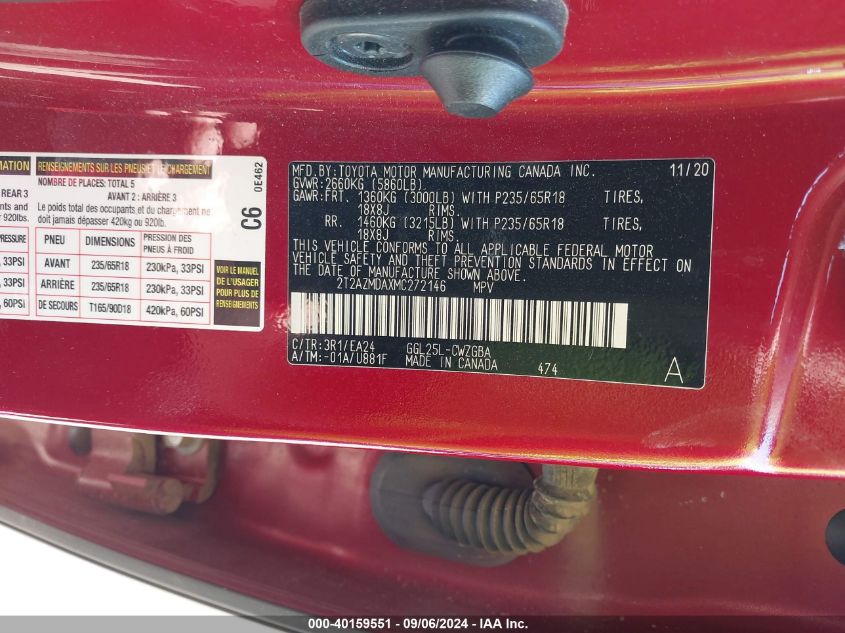 MATION
REAR 3
nts and
920lbs.
PRESSURE
33PSI
33PSI
60PSI
RENSEIGNEMENTS SUR LES PNEUS ET LE CHARGEMENT
NOMBRE DE PLACES: TOTAL 5
AVANT 2 : ARRIÈRE 3
Le poids total des occupants et du chargement ne
doit jamais dépasser 420kg ou 920lb.
PNEU DIMENSIONS PRESSION DES PNEUS À FROID
AVANT 235/65R18 230kPa, 33PSI
ARRIÈRE 235/65R18 230kPa, 33PSI
DE SECOURS T165/90D18 420kPa, 60PSI
VOIR LE MANUEL
DE L'USAGER
POUR PLUS DE
RENSEIGNEMENTS
C6
0E462
MFD.BY: TOYOTA MOTOR MANUFACTURING CANADA INC. 11/20
GVWR: 2660KG (5860LB)
GAWR: FRT. 1360KG (3000LB) WITH P235/65R18 TIRES,
18X8J RIMS.
RR. 1460KG (3215LB) WITH P235/65R18 TIRES,
18X8J RIMS.
THIS VEHICLE CONFORMS TO ALL APPLICABLE FEDERAL MOTOR
VEHICLE SAFETY AND THEFT PREVENTION STANDARDS IN EFFECT ON
THE DATE OF MANUFACTURE SHOWN ABOVE.
2T2AZMDAXMC272146 MPV
C/TR: 3R1/EA24 GGL25L-CWZGBA
A/TM: -01A/U881F MADE IN CANADA 474 A
000-40159551 - 09/06/2024 - IAA Inc.